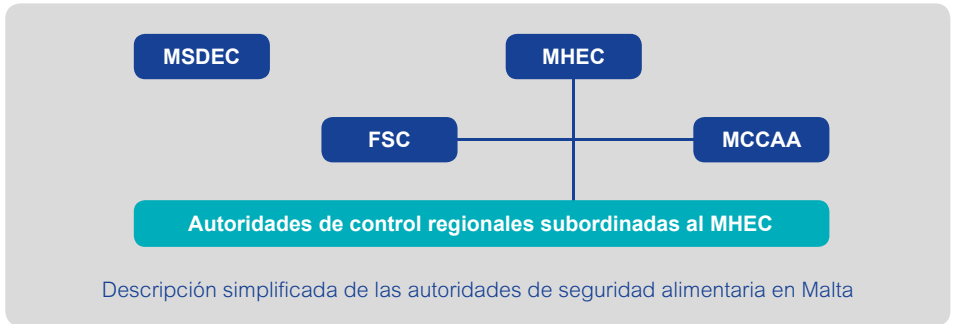 MSDEC
MHEC
FSC
MCCAA
Autoridades de control regionales subordinadas al MHEC
Descripción simplificada de las autoridades de seguridad alimentaria en Malta